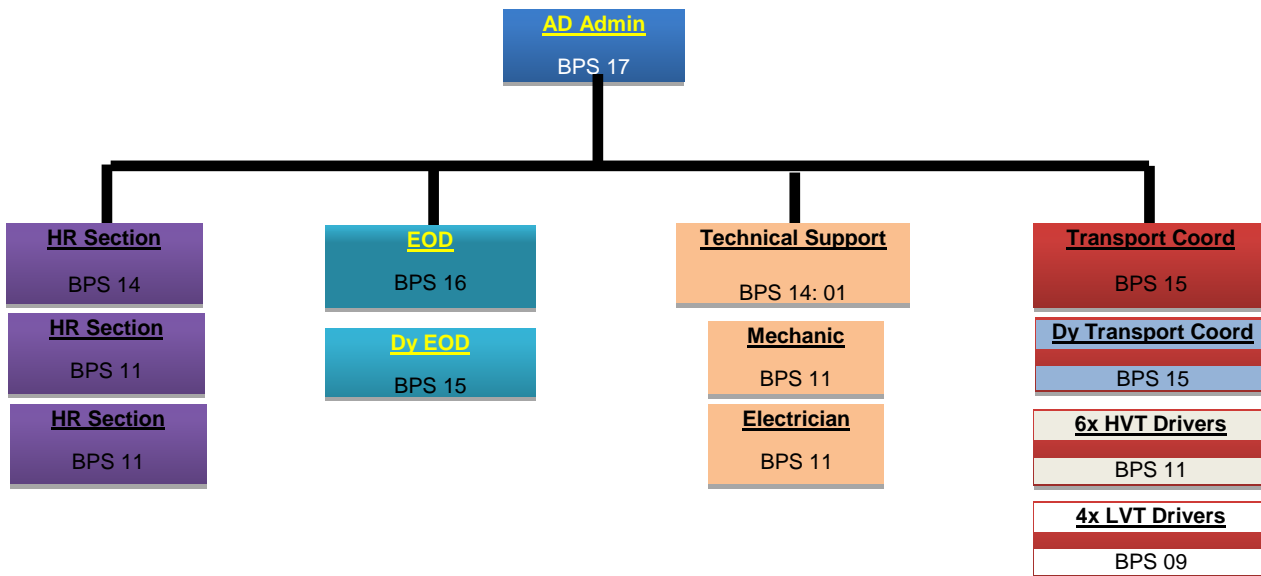 AD Admin
BPS 17
HR Section
BPS 14
HR Section
BPS 11
HR Section
BPS 11
EOD
BPS 16
Dy EOD
BPS 15
Technical Support
BPS 14: 01
Mechanic
BPS 11
Electrician
BPS 11
Transport Coord
BPS 15
Dy Transport Coord
BPS 15
6x HVT Drivers
BPS 11
4x LVT Drivers
BPS 09